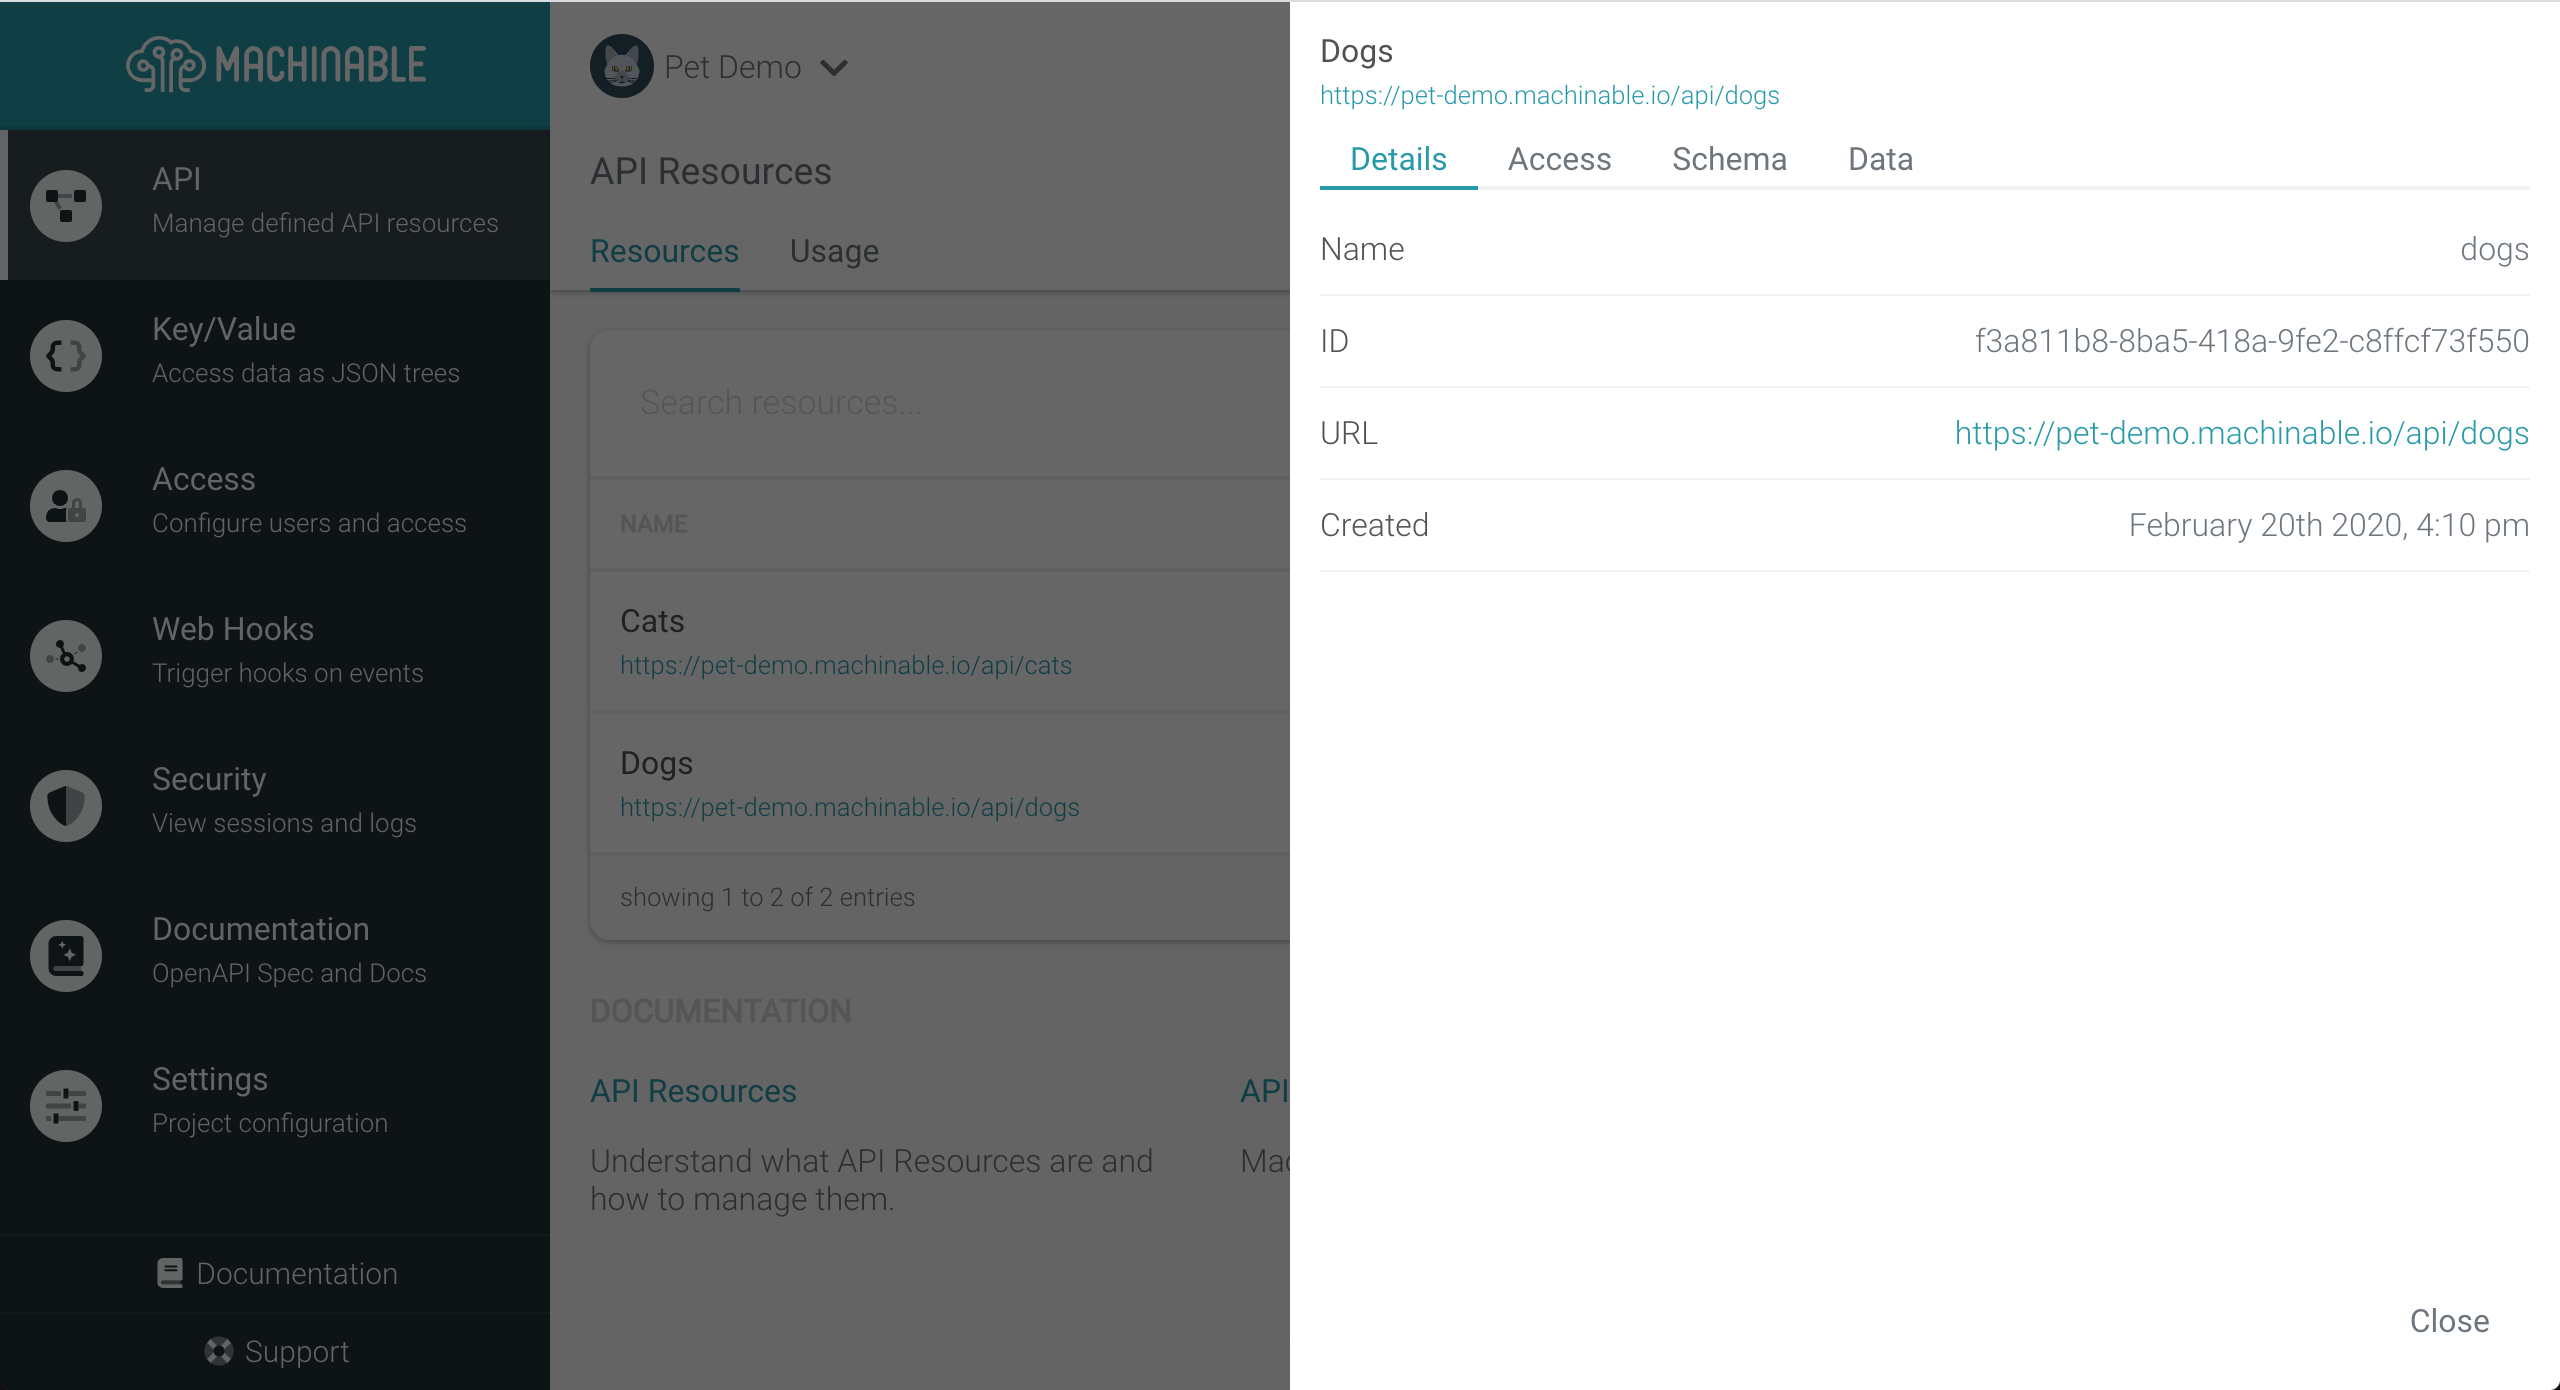 MACHINABLE
API
Manage defined API resources
Key/Value
Access data as JSON trees
Access
Configure users and access
Web Hooks
Trigger hooks on events
Security
View sessions and logs
Documentation
OpenAPI Spec and Docs
Settings
Project configuration
Documentation
Support
Pet Demo
API Resources
Resources Usage
Search resources...
NAME
Cats
https://pet-demo.machinable.io/api/cats
Dogs
https://pet-demo.machinable.io/api/dogs
showing 1 to 2 of 2 entries
DOCUMENTATION
API Resources
Understand what API Resources are and
how to manage them.
API
Dogs
https://pet-demo.machinable.io/api/dogs
Details Access Schema Data
Name dogs
ID f3a811b8-8ba5-418a-9fe2-c8ffcf73f550
URL https://pet-demo.machinable.io/api/dogs
Created February 20th 2020, 4:10 pm
Close